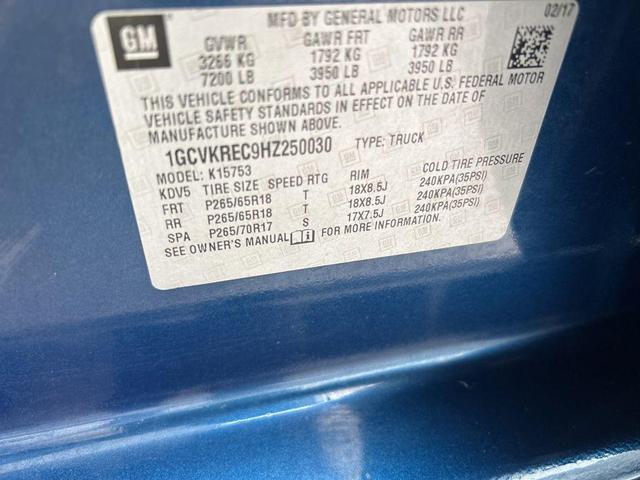 GM
MFD BY GENERAL MOTORS LLC 02/17
GVWR GAWR FRT GAWR RR
3266 KG 1792 KG 1792 KG
7200 LB 3950 LB 3950 LB
THIS VEHICLE CONFORMS TO ALL APPLICABLE U.S. FEDERAL MOTOR
VEHICLE SAFETY STANDARDS IN EFFECT ON THE DATE OF
MANUFACTURE SHOWN ABOVE.
1GCVKREC9HZ250030 TYPE: TRUCK
MODEL: K15753
KDV5 TIRE SIZE SPEED RTG RIM COLD TIRE PRESSURE
FRT P265/65R18 T 18X8.5J 240KPA(35PSI)
RR P265/65R18 T 18X8.5J 240KPA(35PSI)
SPA P265/70R17 S 17X7.5J 240KPA(35PSI)
SEE OWNER'S MANUAL